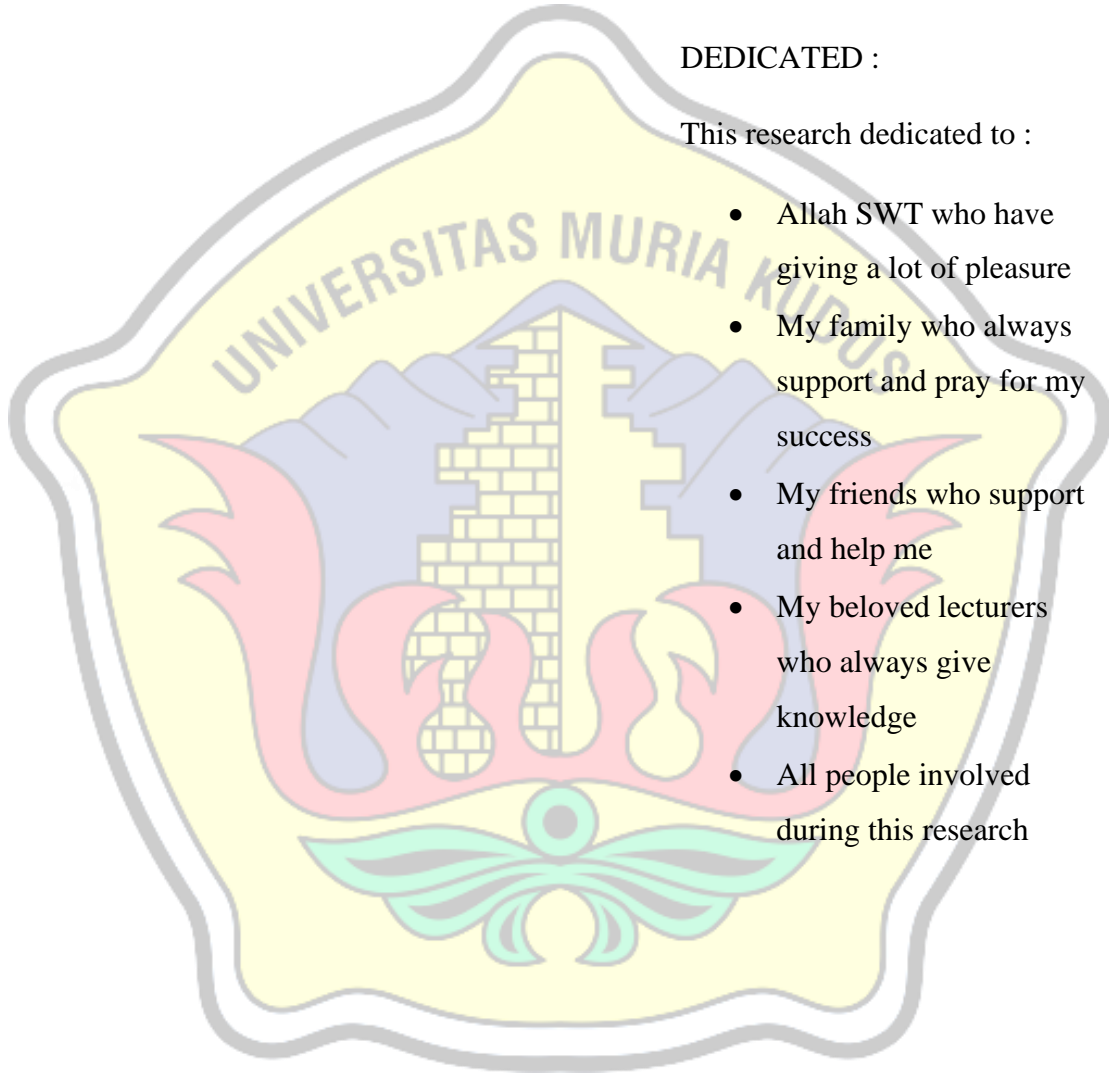 DEDICATED :
This research dedicated to :
• Allah SWT who have
giving a lot of pleasure
• My family who always
support and pray for my
success
• My friends who support
and help me
• My beloved lecturers
who always give
knowledge
• All people involved
during this research
UNIVERSITAS MURIA KUDUS